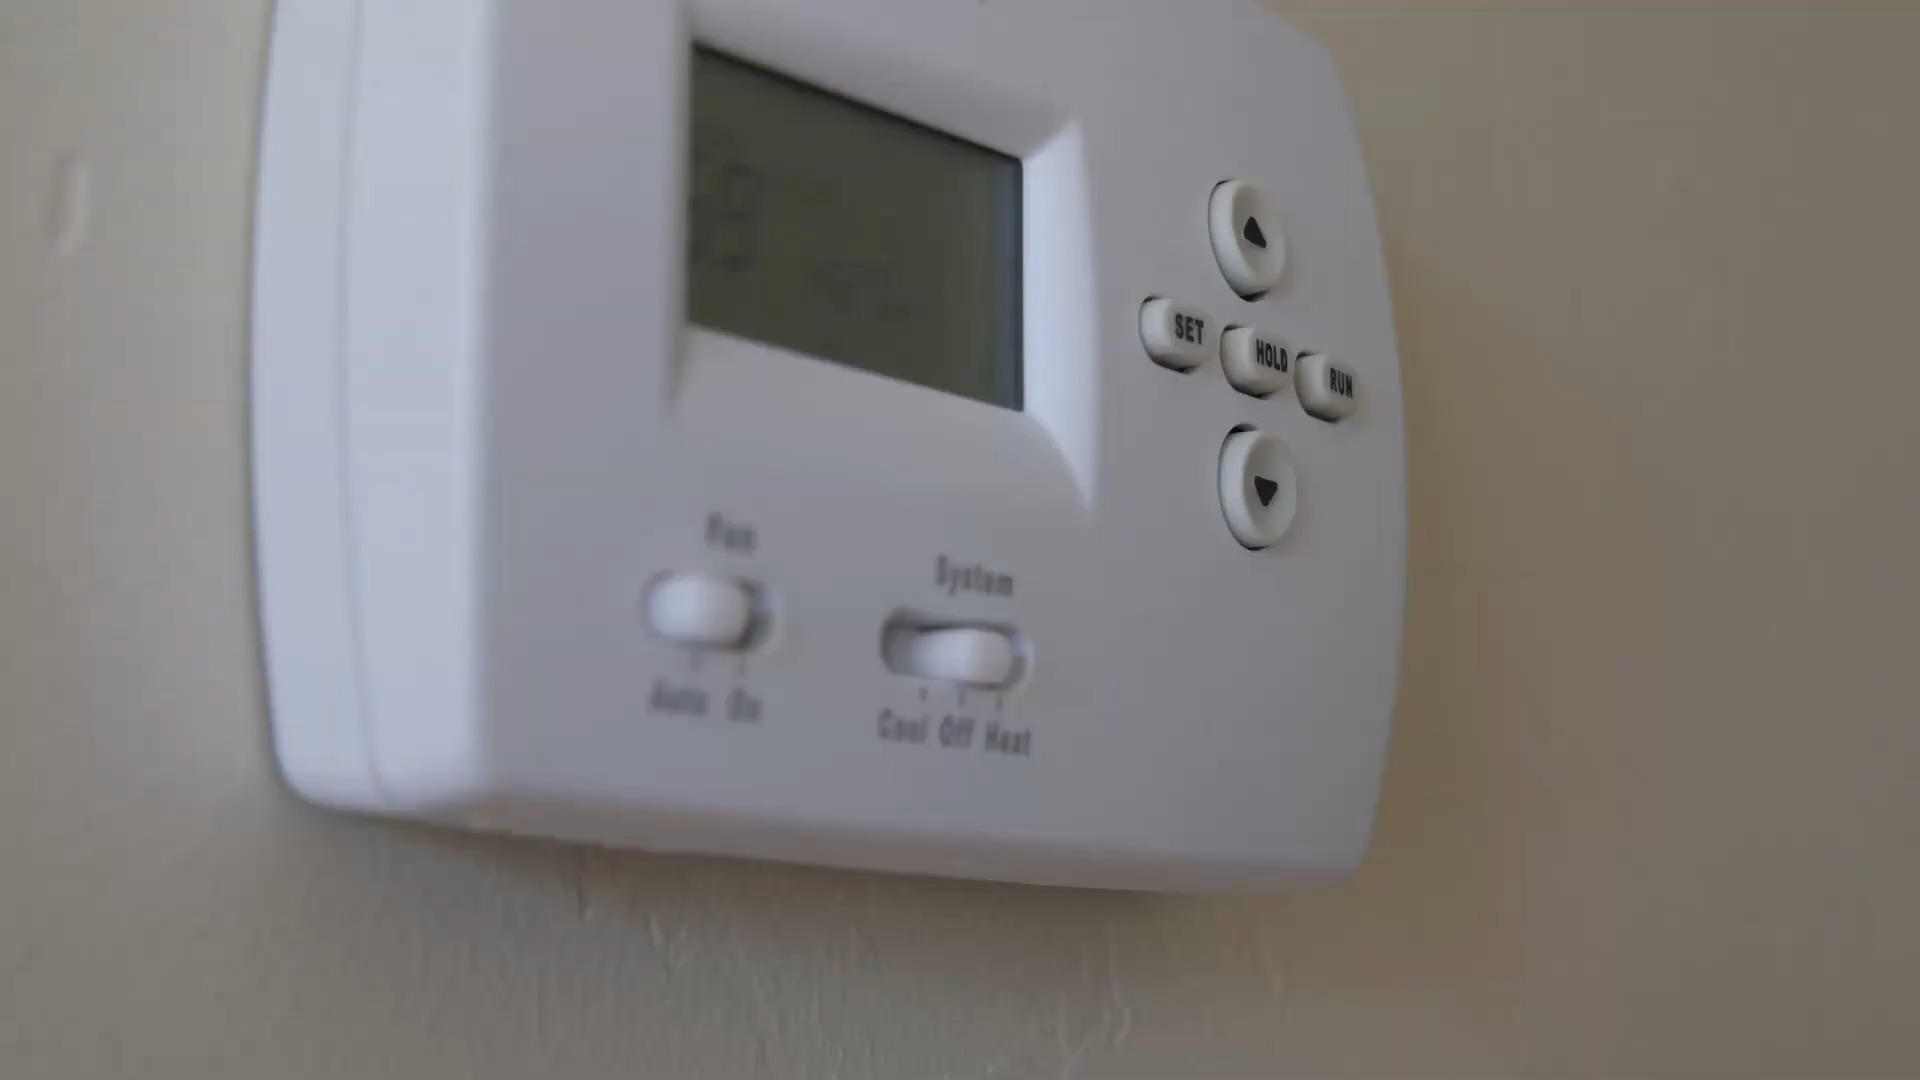 SET HOLD RUN
Fan
System
Auto On
Cool Off Heat